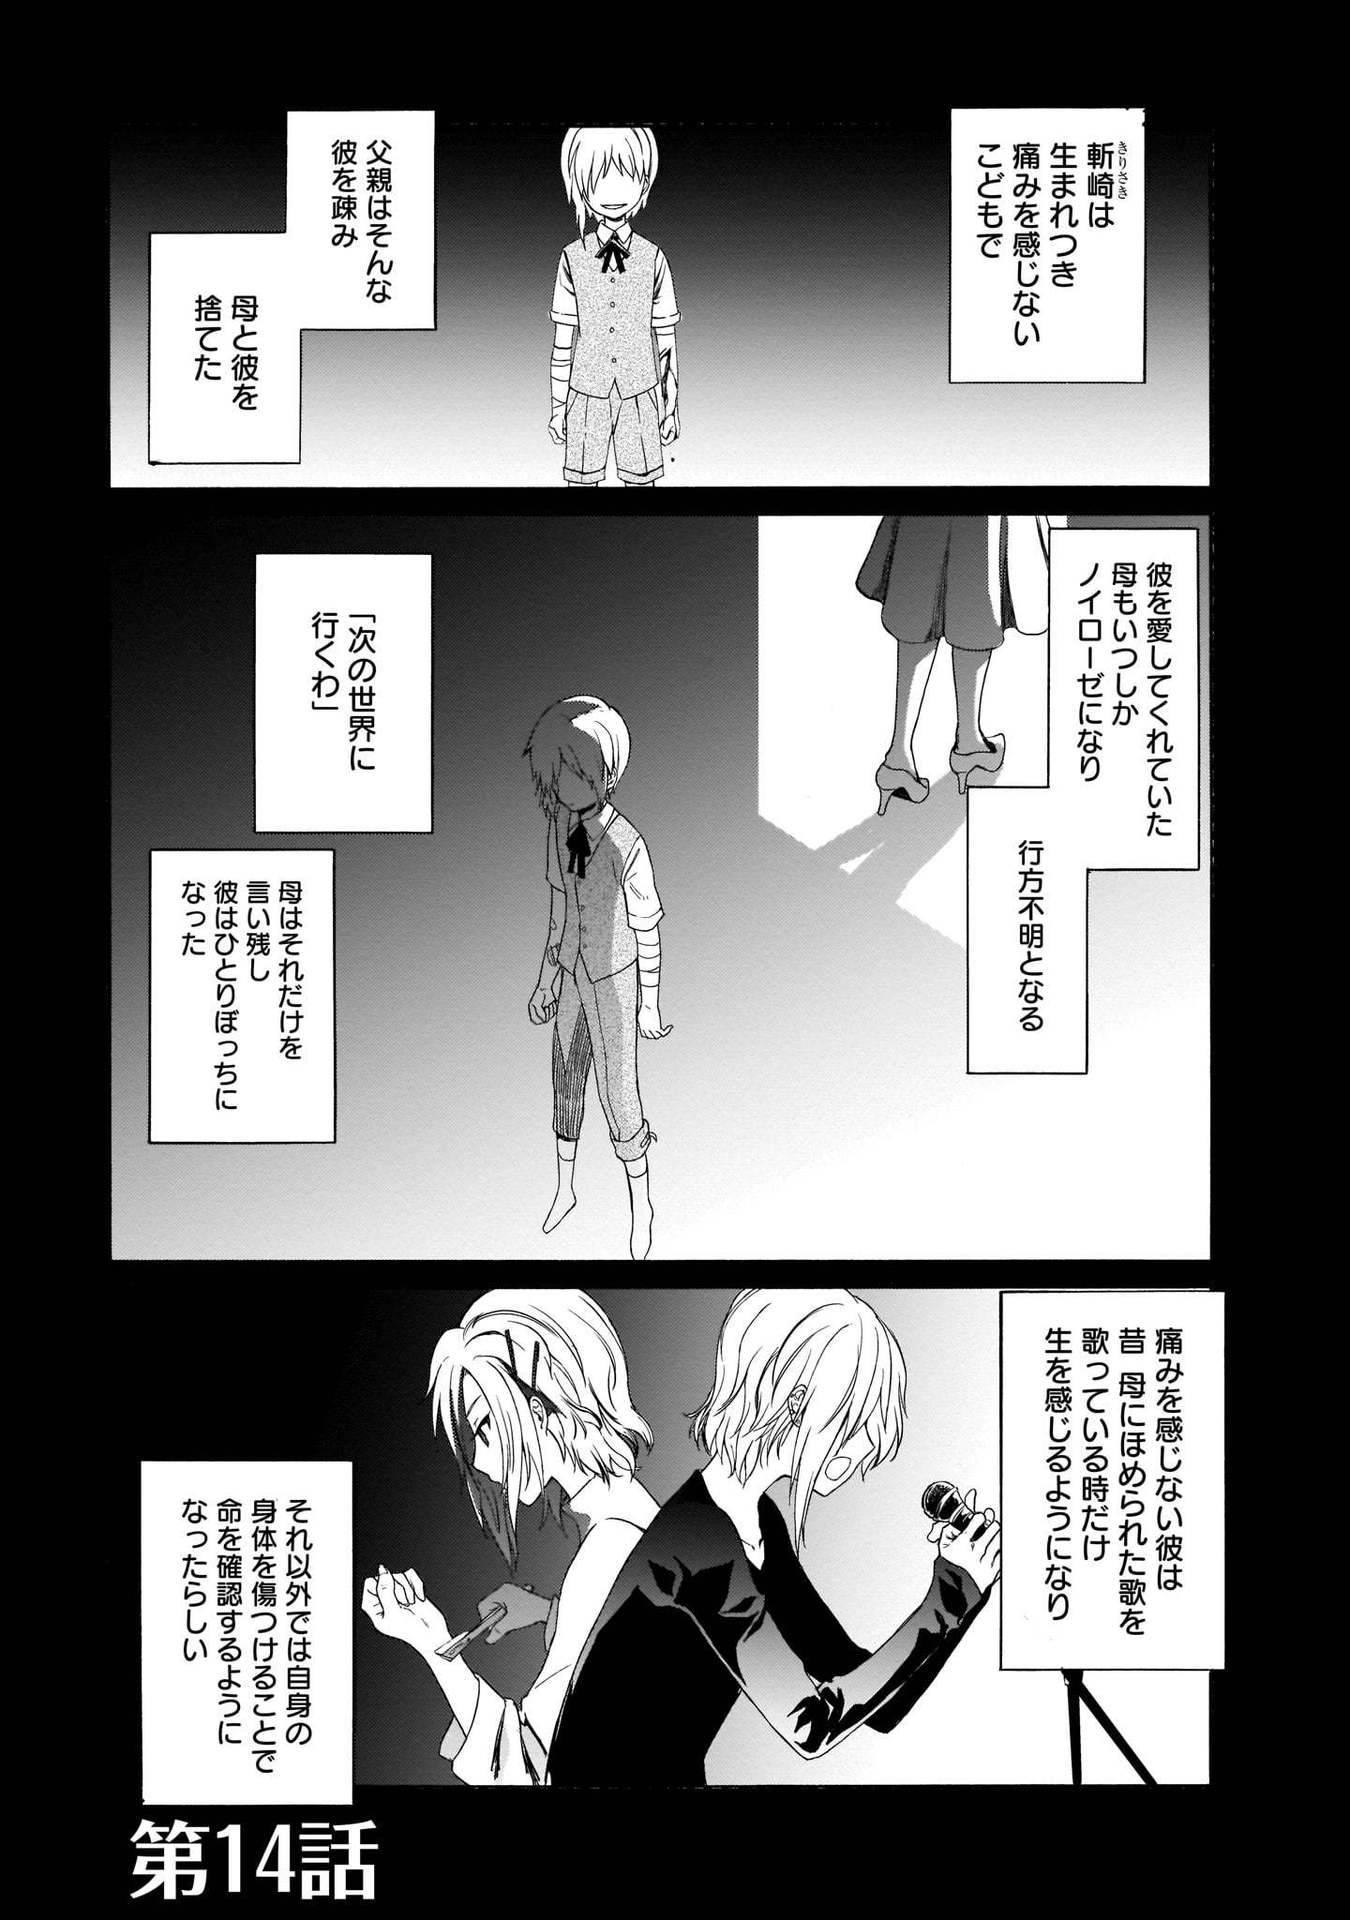 斬崎は
きりさき
生まれつき
痛みを感じない
こどもで
父親はそんな
彼を疎み
母と彼を
捨てた
彼を愛してくれていた
母もいつしか
ノイローゼになり
行方不明となる
「次の世界に
行くわ」
母はそれだけを
言い残し
彼はひとりぼっちに
なった
痛みを感じない彼は
昔 母にほめられた歌を
歌っている時だけ
生を感じるようになり
それ以外では自身の
身体を傷つけることで
命を確認するように
なったらしい
第14話